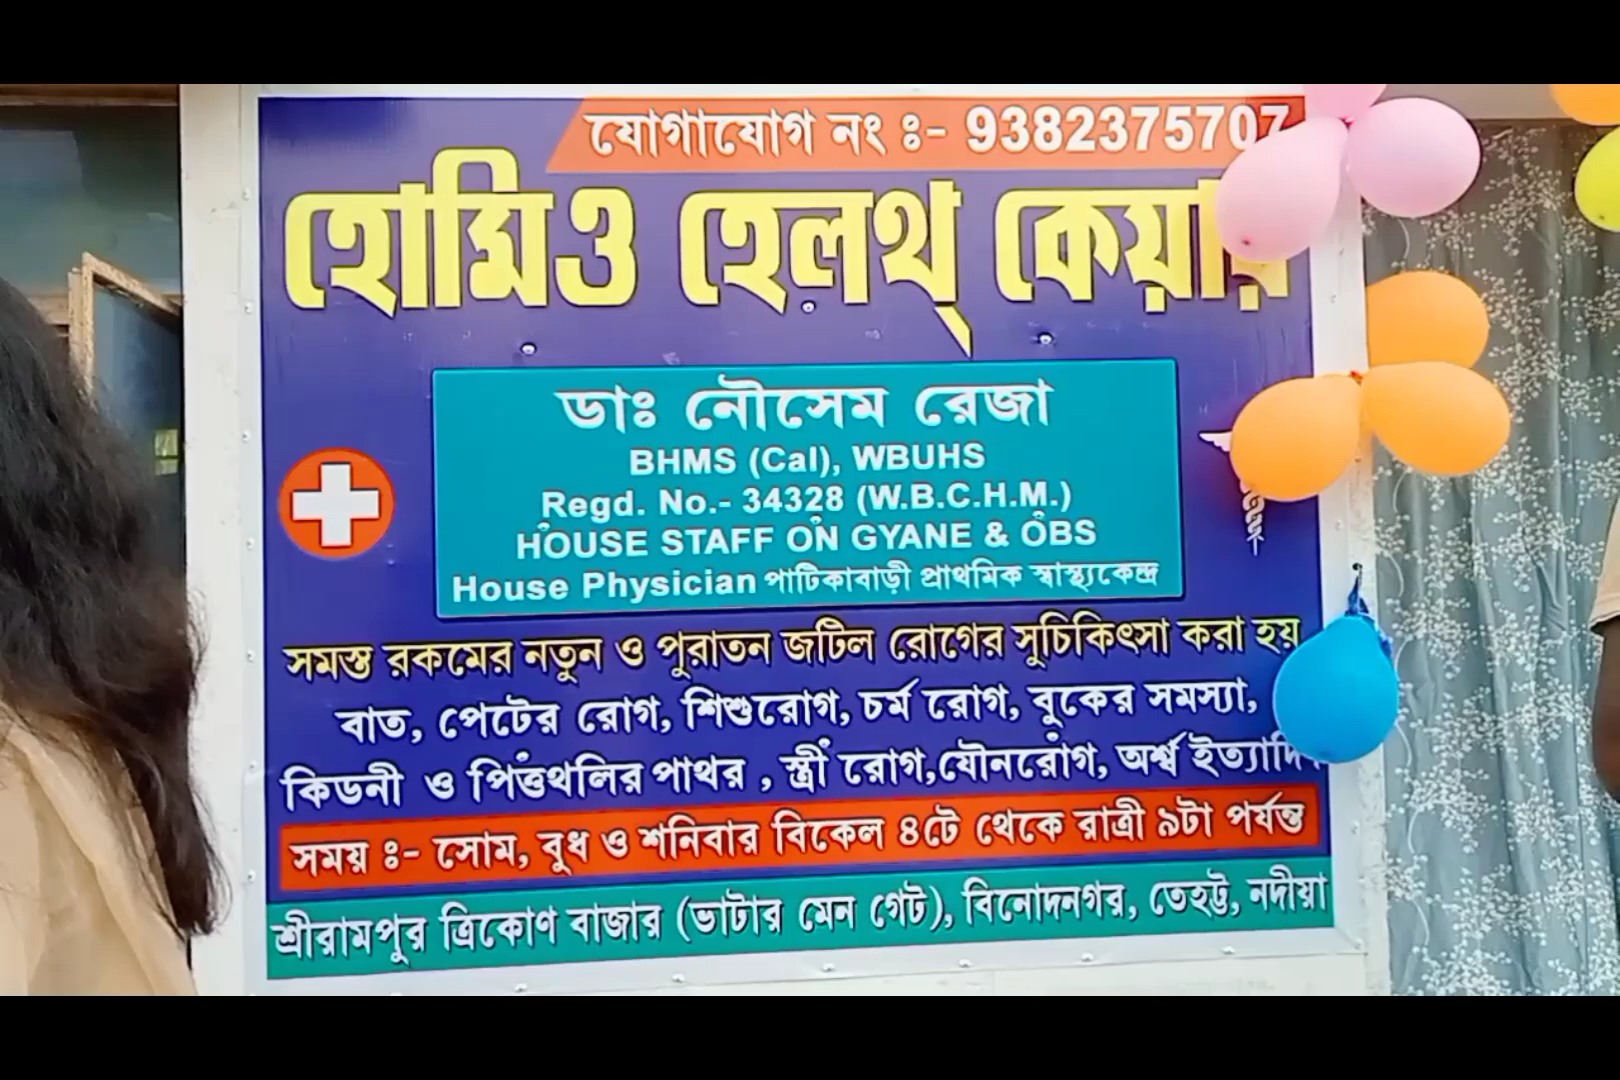 যোগাযোগ নং ঃ- 9382375707
হোমিও হেলথ্ কেয়ার
ডাঃ নৌসেম রেজা
BHMS (Cal), WBUHS
Regd. No.- 34328 (W.B.C.H.M.)
HOUSE STAFF ON GYANE & OBS
House Physician পাটিকাবাড়ী প্রাথমিক স্বাস্থ্যকেন্দ্র
সমস্ত রকমের নতুন ও পুরাতন জটিল রোগের সুচিকিৎসা করা হয়
বাত, পেটের রোগ, শিশুরোগ, চর্ম রোগ, বুকের সমস্যা,
কিডনী ও পিত্তথলির পাথর , স্ত্রী রোগ,যৌনরোগ, অর্শ্ব ইত্যাদি।
সময় ঃ- সোম, বুধ ও শনিবার বিকেল ৪টে থেকে রাত্রী ৯টা পর্যন্ত
শ্রীরামপুর ত্রিকোণ বাজার (ভাটার মেন গেট), বিনোদনগর, তেহট্ট, নদীয়া